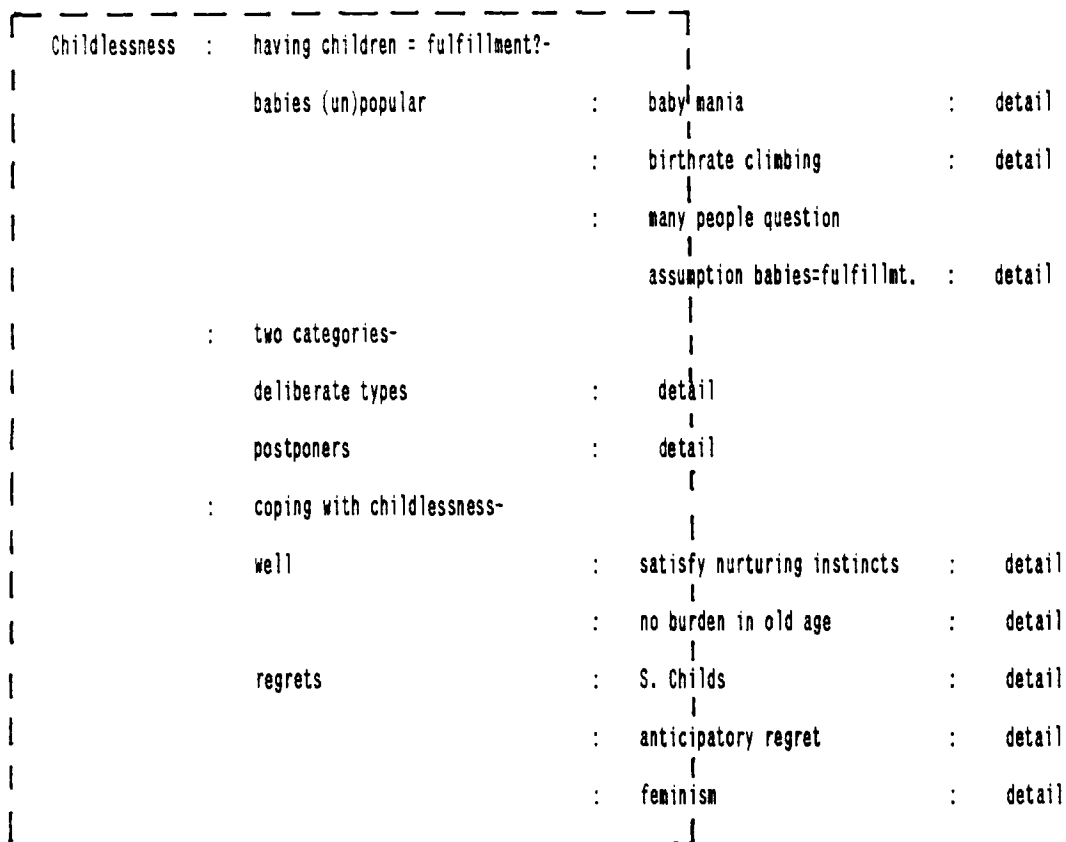 Childlessness : having children = fulfillment?-
babies (un)popular : baby mania : detail
: birthrate climbing : detail
: many people question
assumption babies=fulfillmt. : detail
: two categories-
deliberate types : detail
postponers : detail
: coping with childlessness-
well : satisfy nurturing instincts : detail
: no burden in old age : detail
regrets : S. Childs : detail
: anticipatory regret : detail
: feminism : detail